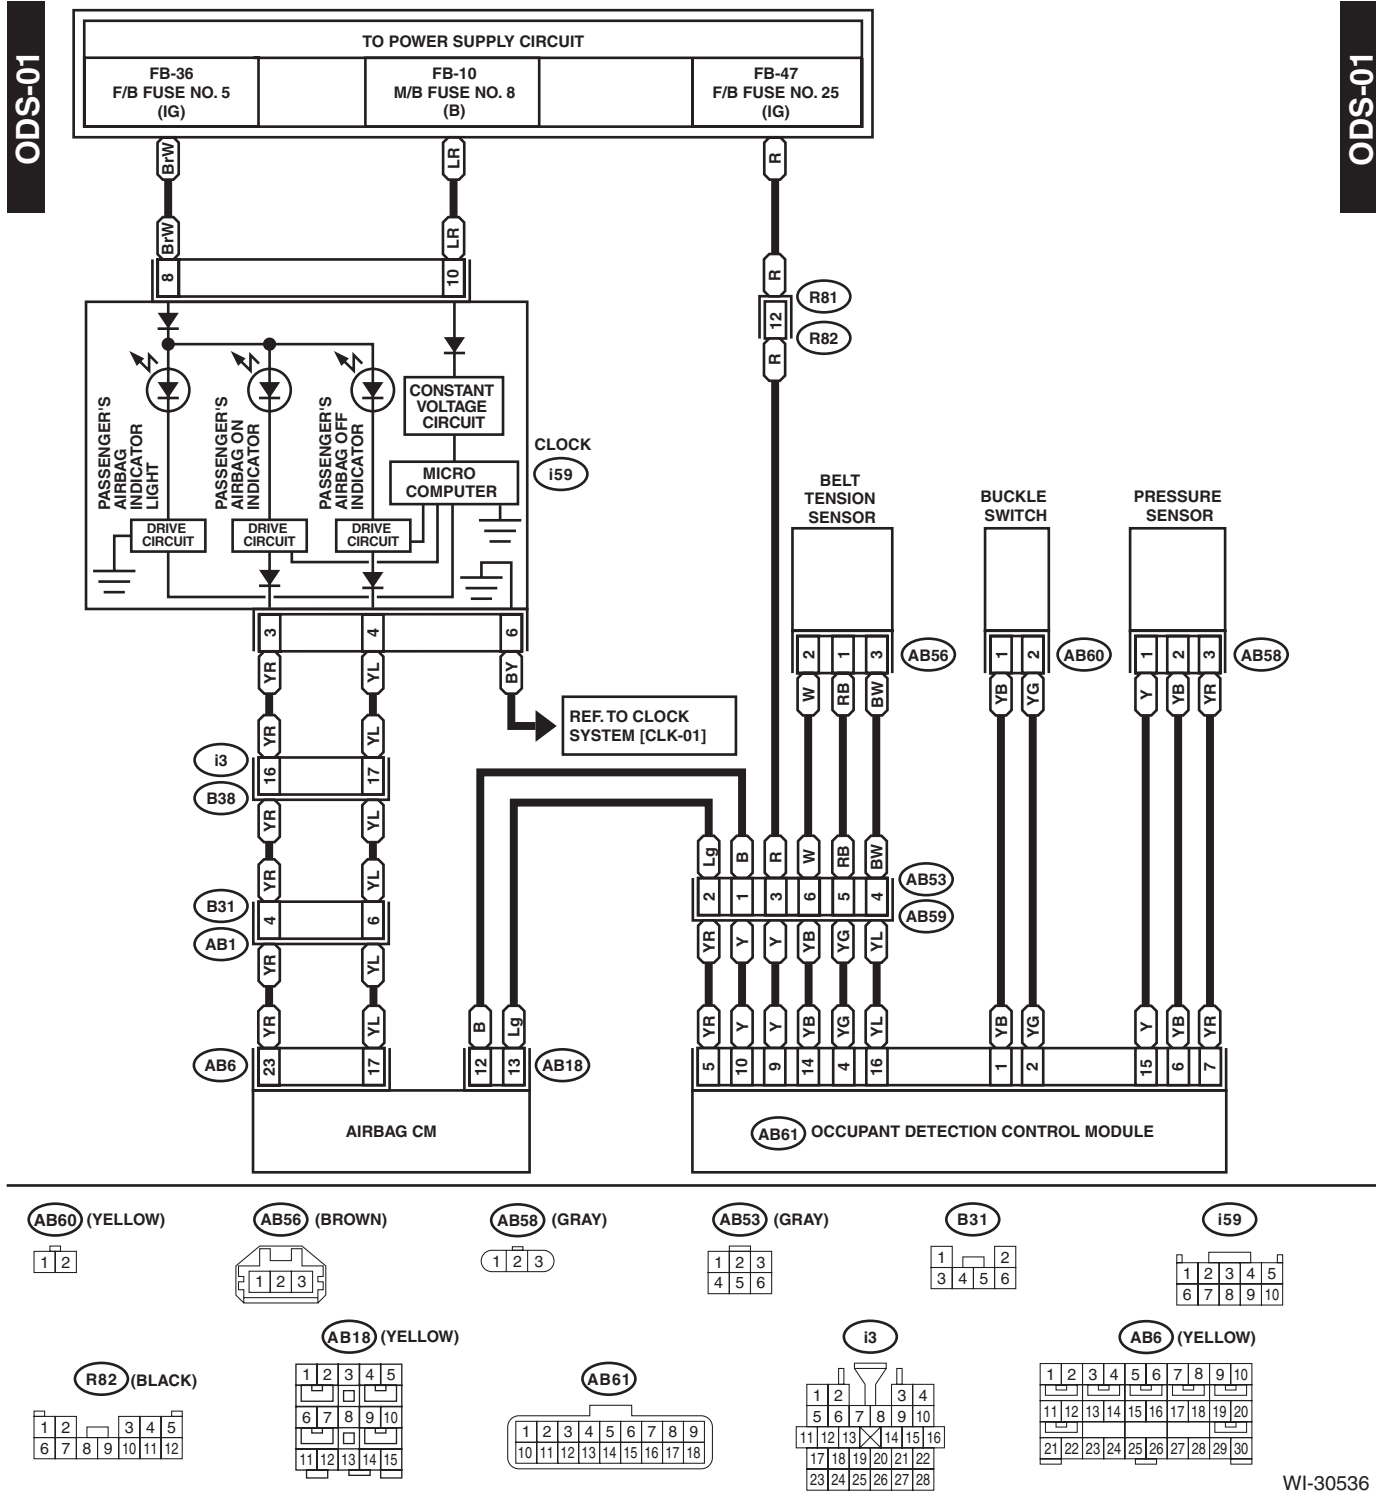 ODS-01
ODS-01
TO POWER SUPPLY CIRCUIT
FB-36
F/B FUSE NO. 5
(IG)
FB-10
M/B FUSE NO. 8
(B)
FB-47
F/B FUSE NO. 25
(IG)
BrW
LR
R
BrW
LR
R
8
10
12
R81
R82
R
PASSENGER'S
AIRBAG
INDICATOR
LIGHT
PASSENGER'S
AIRBAG ON
INDICATOR
PASSENGER'S
AIRBAG OFF
INDICATOR
CONSTANT
VOLTAGE
CIRCUIT
MICRO
COMPUTER
CLOCK
i59
DRIVE
CIRCUIT
DRIVE
CIRCUIT
DRIVE
CIRCUIT
BELT
TENSION
SENSOR
BUCKLE
SWITCH
PRESSURE
SENSOR
3
4
6
2
1
3
AB56
1
2
AB60
1
2
3
AB58
YR
YL
BY
W
RB
BW
YB
YG
Y
YB
YR
REF. TO CLOCK
SYSTEM [CLK-01]
YR
YL
i3
16
17
B38
YR
YL
YR
YL
Lg
B
R
W
RB
BW
B31
4
6
AB1
2
1
3
6
5
4
AB53
AB59
YR
YL
YR
Y
Y
YB
YG
YL
YR
YL
B
Lg
YR
Y
Y
YB
YG
YL
YB
YG
Y
YB
YR
AB6
23
17
12
13
AB18
5
10
9
14
4
16
1
2
15
6
7
AIRBAG CM
AB61 OCCUPANT DETECTION CONTROL MODULE
AB60 (YELLOW)
1 2
AB56 (BROWN)
1 2 3
AB58 (GRAY)
1 2 3
AB53 (GRAY)
1 2 3
4 5 6
B31
1 2
3 4 5 6
i59
1 2 3 4 5
6 7 8 9 10
R82 (BLACK)
1 2 3 4 5
6 7 8 9 10 11 12
AB18 (YELLOW)
1 2 3 4 5
6 7 8 9 10
11 12 13 14 15
AB61
1 2 3 4 5 6 7 8 9
10 11 12 13 14 15 16 17 18
i3
1 2 3 4
5 6 7 8 9 10
11 12 13 14 15 16
17 18 19 20 21 22
23 24 25 26 27 28
AB6 (YELLOW)
1 2 3 4 5 6 7 8 9 10
11 12 13 14 15 16 17 18 19 20
21 22 23 24 25 26 27 28 29 30
WI-30536